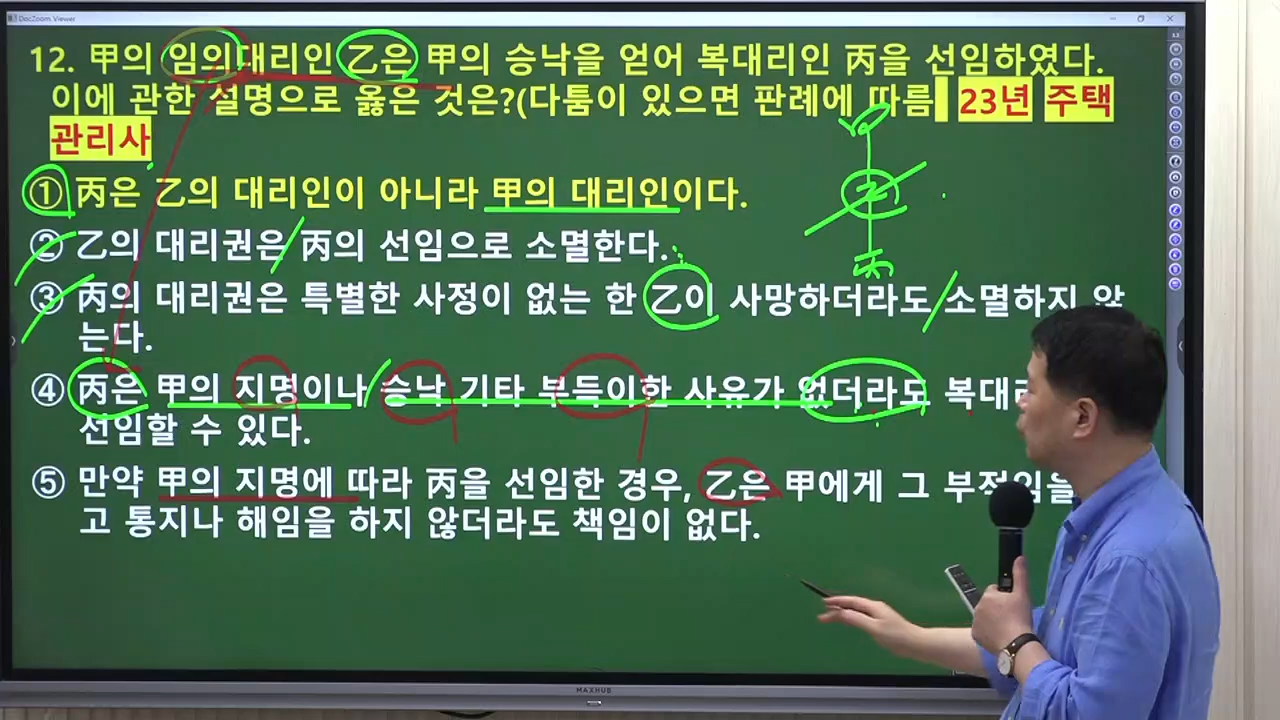 DocZoom Viewer
12. 甲의 임의대리인 乙은 甲의 승낙을 얻어 복대리인 丙을 선임하였다.
이에 관한 설명으로 옳은 것은?(다툼이 있으면 판례에 따름 23년 주택
관리사
① 丙은 乙의 대리인이 아니라 甲의 대리인이다.
② 乙의 대리권은 丙의 선임으로 소멸한다.
③ 丙의 대리권은 특별한 사정이 없는 한 乙이 사망하더라도 소멸하지 않
는다.
④ 丙은 甲의 지명이나 승낙 기타 부득이한 사유가 없더라도 복대
선임할 수 있다.
⑤ 만약 甲의 지명에 따라 丙을 선임한 경우, 乙은 甲에게 그 부적임을
고 통지나 해임을 하지 않더라도 책임이 없다.
MAXHUB